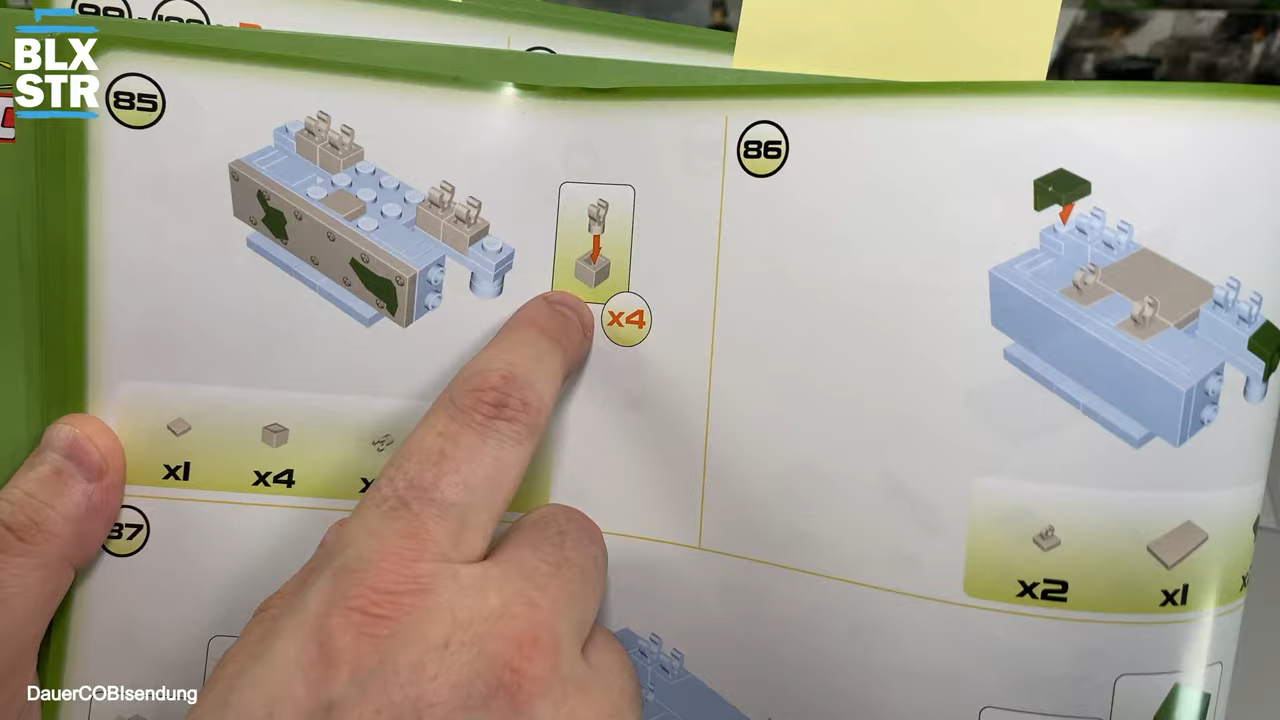 BLX
STR
85
86
x4
x1
x4
x2
x1
87
DauerCOBIsendung